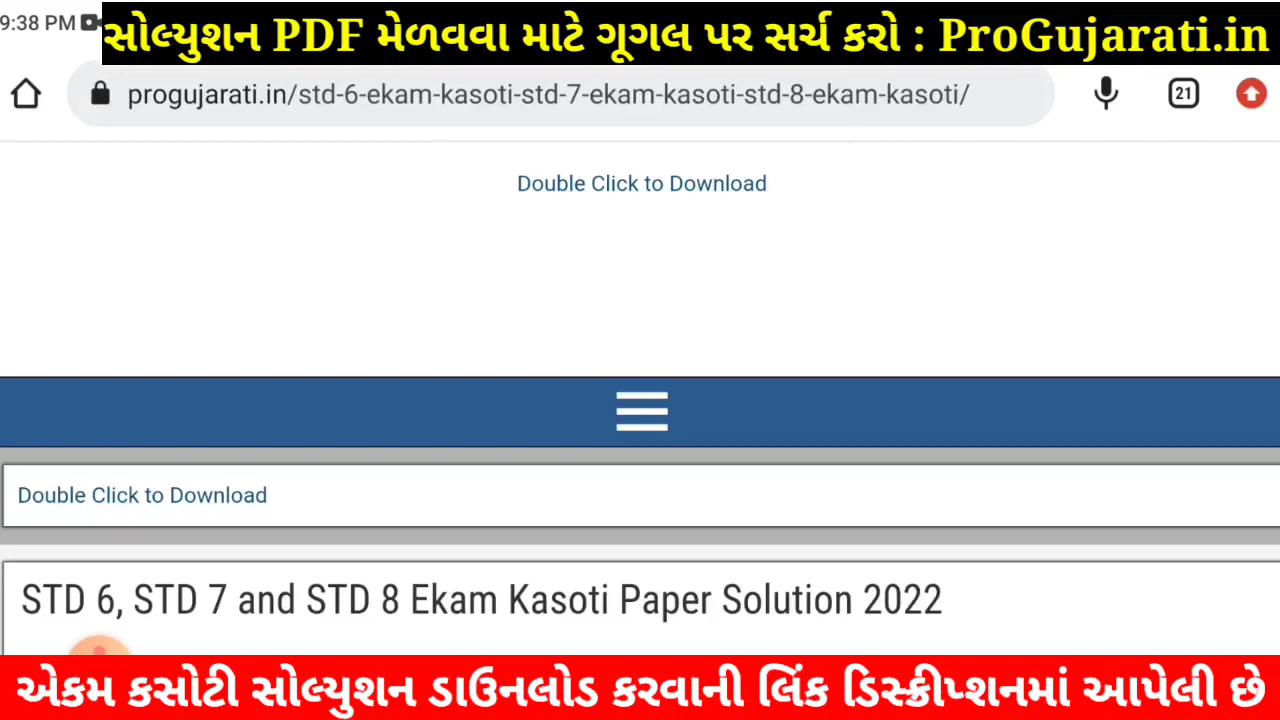 9:38 PM
સોલ્યુશન PDF મેળવવા માટે ગૂગલ પર સર્ચ કરો : ProGujarati.in
progujarati.in/std-6-ekam-kasoti-std-7-ekam-kasoti-std-8-ekam-kasoti/
21
Double Click to Download
Double Click to Download
STD 6, STD 7 and STD 8 Ekam Kasoti Paper Solution 2022
એકમ કસોટી સોલ્યુશન ડાઉનલોડ કરવાની લિંક ડિસ્ક્રીપ્શનમાં આપેલી છે